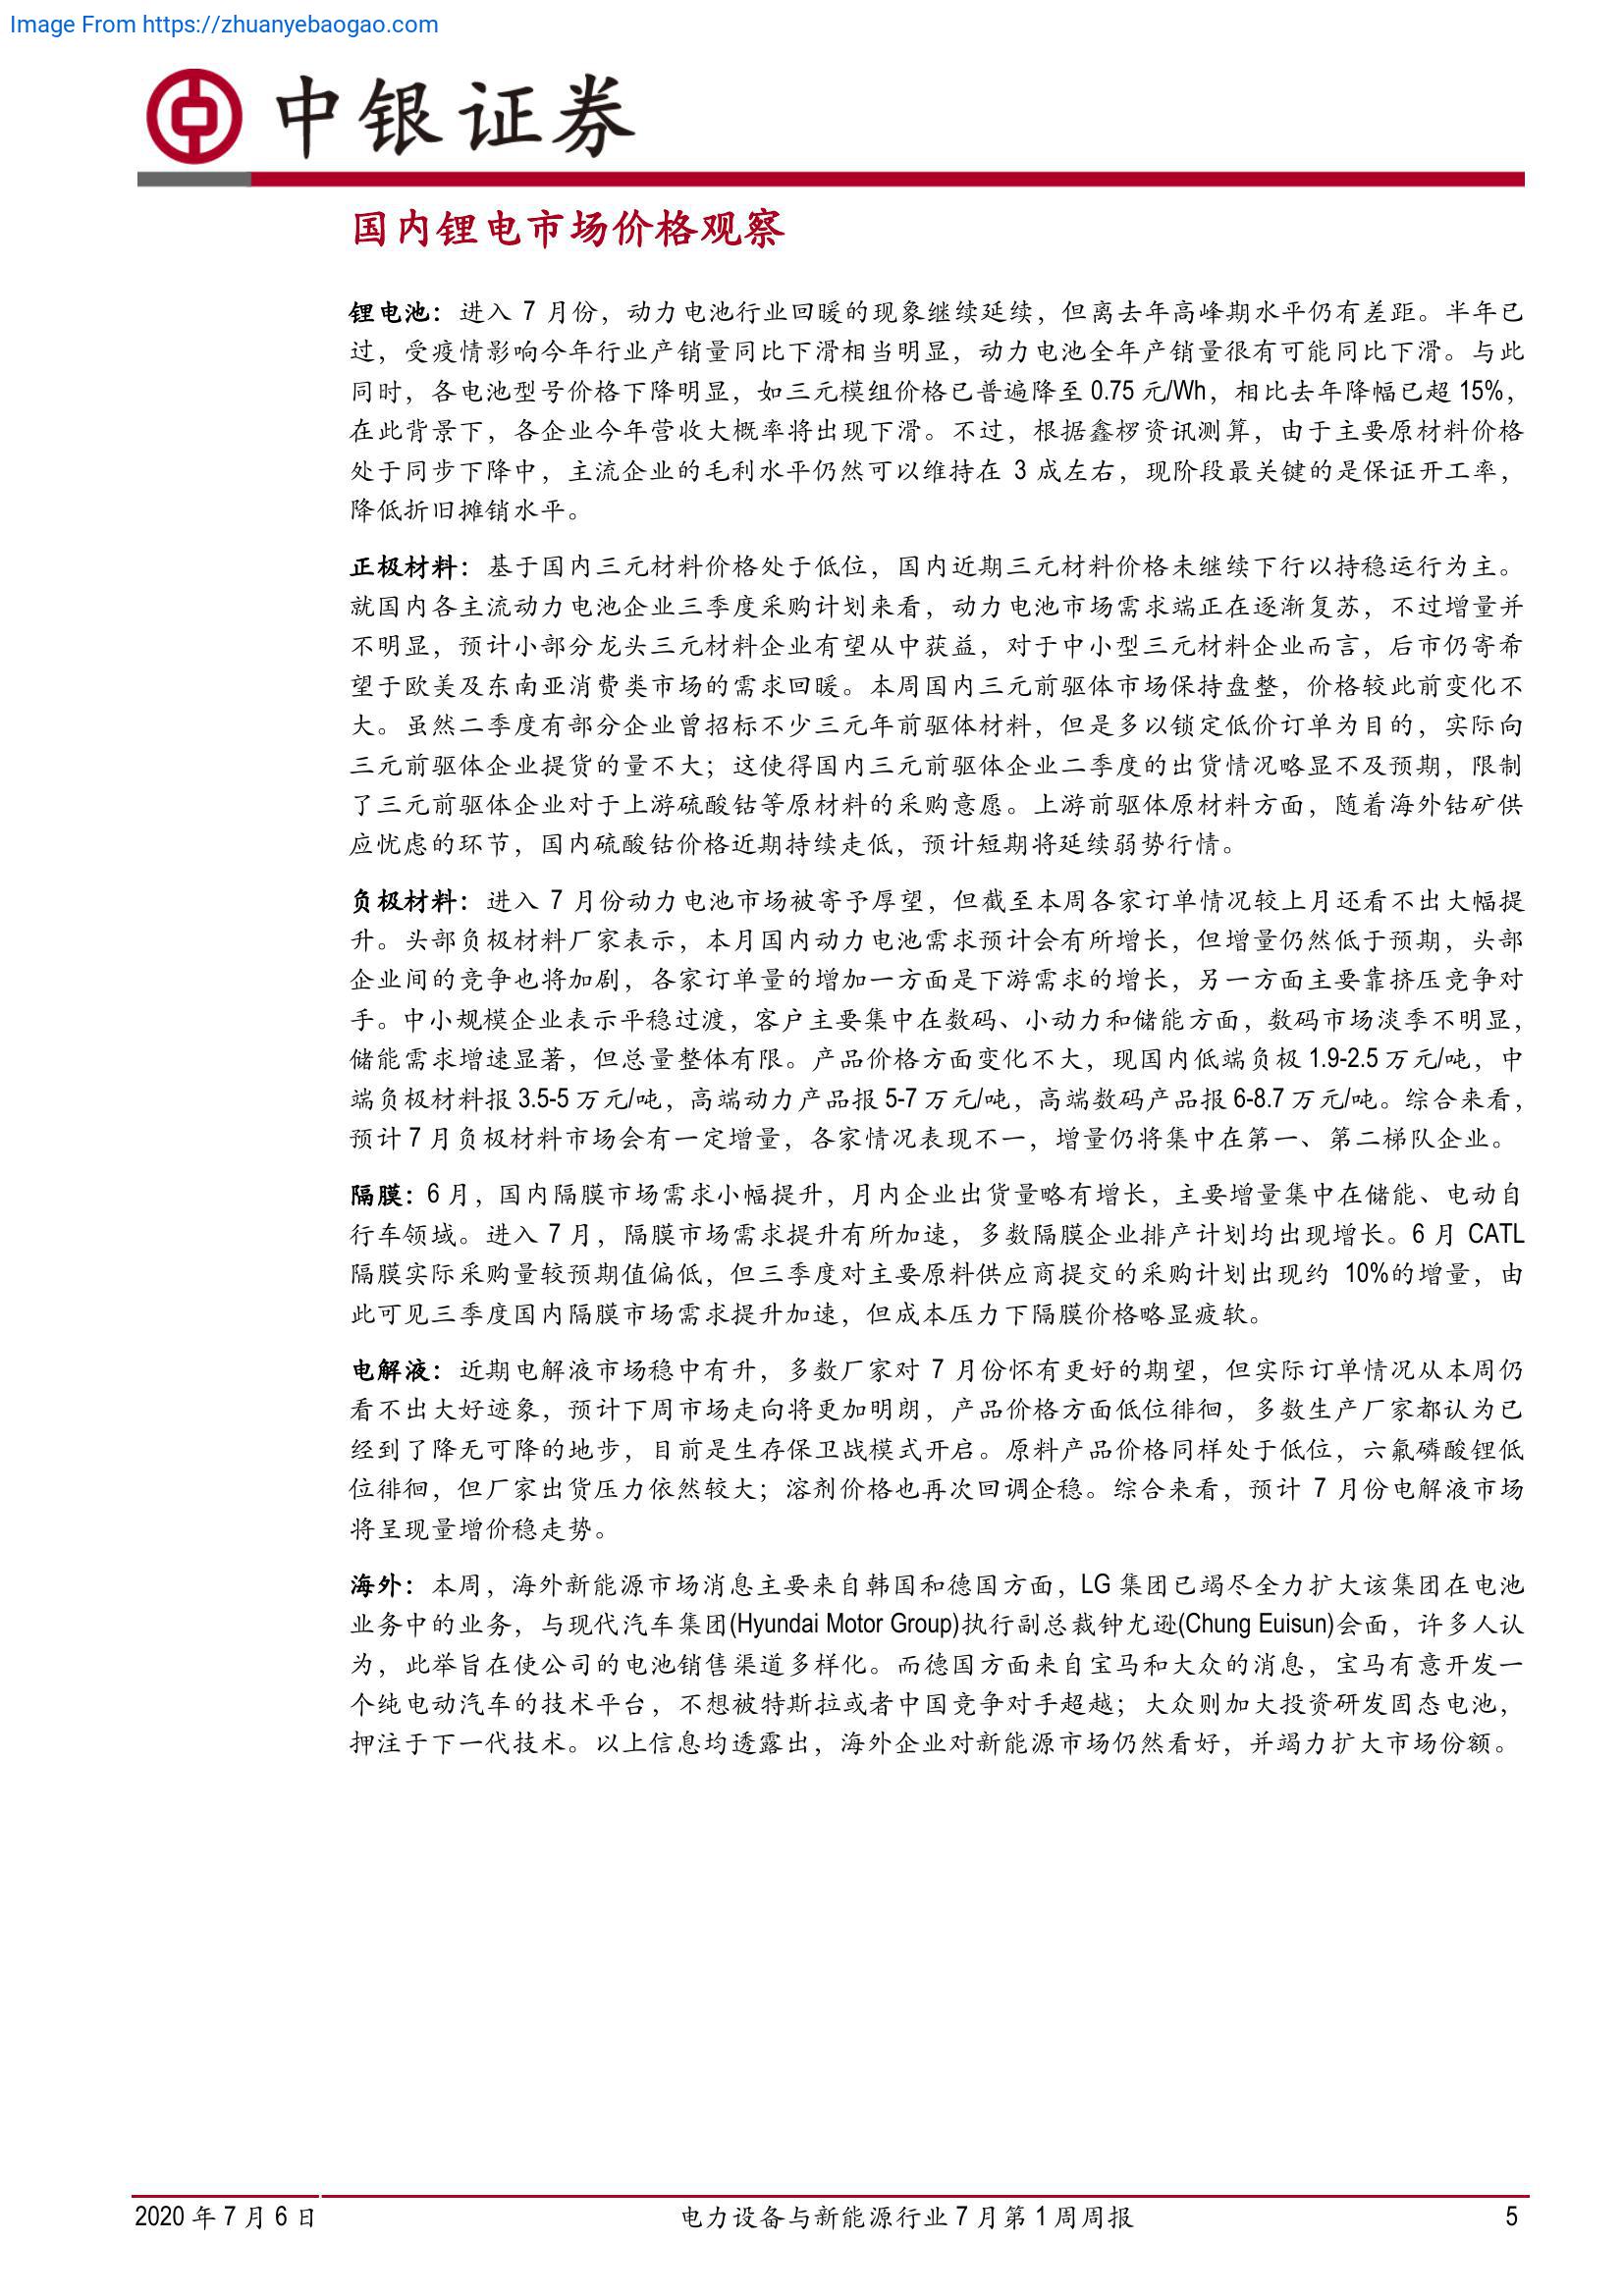 Image From https://zhuanyebaogao.com
中银证券
国内锂电市场价格观察
锂电池：进入 7 月份，动力电池行业回暖的现象继续延续，但离去年高峰期水平仍有差距。半年已
过，受疫情影响今年行业产销量同比下滑相当明显，动力电池全年产销量很有可能同比下滑。与此
同时，各电池型号价格下降明显，如三元模组价格已普遍降至 0.75 元/Wh，相比去年降幅已超 15%，
在此背景下，各企业今年营收大概率将出现下滑。不过，根据鑫椤资讯测算，由于主要原材料价格
处于同步下降中，主流企业的毛利水平仍然可以维持在 3 成左右，现阶段最关键的是保证开工率，
降低折旧摊销水平。
正极材料：基于国内三元材料价格处于低位，国内近期三元材料价格未继续下行以持稳运行为主。
就国内各主流动力电池企业三季度采购计划来看，动力电池市场需求端正在逐渐复苏，不过增量并
不明显，预计小部分龙头三元材料企业有望从中获益，对于中小型三元材料企业而言，后市仍寄希
望于欧美及东南亚消费类市场的需求回暖。本周国内三元前驱体市场保持盘整，价格较此前变化不
大。虽然二季度有部分企业曾招标不少三元年前驱体材料，但是多以锁定低价订单为目的，实际向
三元前驱体企业提货的量不大；这使得国内三元前驱体企业二季度的出货情况略显不及预期，限制
了三元前驱体企业对于上游硫酸钴等原材料的采购意愿。上游前驱体原材料方面，随着海外钴矿供
应忧虑的环节，国内硫酸钴价格近期持续走低，预计短期将延续弱势行情。
负极材料：进入 7 月份动力电池市场被寄予厚望，但截至本周各家订单情况较上月还看不出大幅提
升。头部负极材料厂家表示，本月国内动力电池需求预计会有所增长，但增量仍然低于预期，头部
企业间的竞争也将加剧，各家订单量的增加一方面是下游需求的增长，另一方面主要靠挤压竞争对
手。中小规模企业表示平稳过渡，客户主要集中在数码、小动力和储能方面，数码市场淡季不明显，
储能需求增速显著，但总量整体有限。产品价格方面变化不大，现国内低端负极 1.9-2.5 万元/吨，中
端负极材料报 3.5-5 万元/吨，高端动力产品报 5-7 万元/吨，高端数码产品报 6-8.7 万元/吨。综合来看，
预计 7 月负极材料市场会有一定增量，各家情况表现不一，增量仍将集中在第一、第二梯队企业。
隔膜：6 月，国内隔膜市场需求小幅提升，月内企业出货量略有增长，主要增量集中在储能、电动自
行车领域。进入 7 月，隔膜市场需求提升有所加速，多数隔膜企业排产计划均出现增长。6 月 CATL
隔膜实际采购量较预期值偏低，但三季度对主要原料供应商提交的采购计划出现约 10%的增量，由
此可见三季度国内隔膜市场需求提升加速，但成本压力下隔膜价格略显疲软。
电解液：近期电解液市场稳中有升，多数厂家对 7 月份怀有更好的期望，但实际订单情况从本周仍
看不出大好迹象，预计下周市场走向将更加明朗，产品价格方面低位徘徊，多数生产厂家都认为已
经到了降无可降的地步，目前是生存保卫战模式开启。原料产品价格同样处于低位，六氟磷酸锂低
位徘徊，但厂家出货压力依然较大；溶剂价格也再次回调企稳。综合来看，预计 7 月份电解液市场
将呈现量增价稳走势。
海外：本周，海外新能源市场消息主要来自韩国和德国方面，LG 集团已竭尽全力扩大该集团在电池
业务中的业务，与现代汽车集团(Hyundai Motor Group)执行副总裁钟尤逊(Chung Euisun)会面，许多人认
为，此举旨在使公司的电池销售渠道多样化。而德国方面来自宝马和大众的消息，宝马有意开发一
个纯电动汽车的技术平台，不想被特斯拉或者中国竞争对手超越；大众则加大投资研发固态电池，
押注于下一代技术。以上信息均透露出，海外企业对新能源市场仍然看好，并竭力扩大市场份额。
2020 年 7 月 6 日
电力设备与新能源行业 7 月第 1 周周报
5